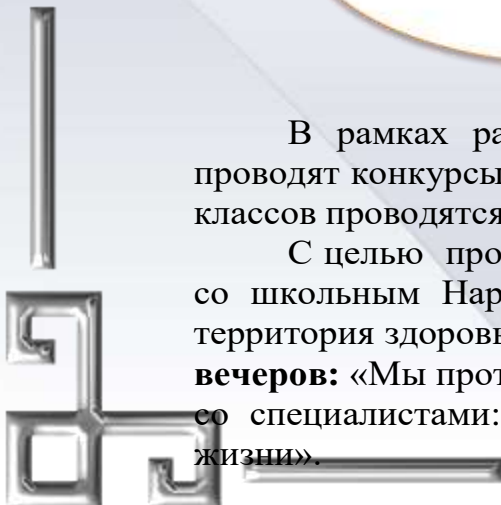 В рамках
проводят конкурсы
классов проводятся
С целью
со школьным
территория
вечеров: «Мы
со специалистами:
жизни».